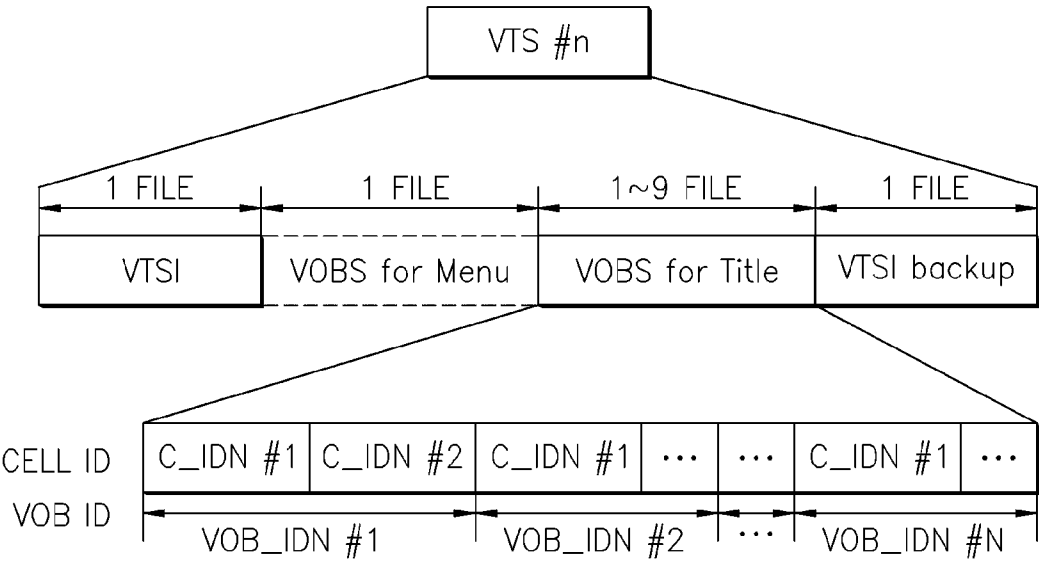 VTS #n
1 FILE 1 FILE 1~9 FILE 1 FILE
VTSI VOBS for Menu VOBS for Title VTSI backup
CELL ID C_IDN #1 C_IDN #2 C_IDN #1 ... ... C_IDN #1 ...
VOB ID VOB_IDN #1 VOB_IDN #2 ... VOB_IDN #N